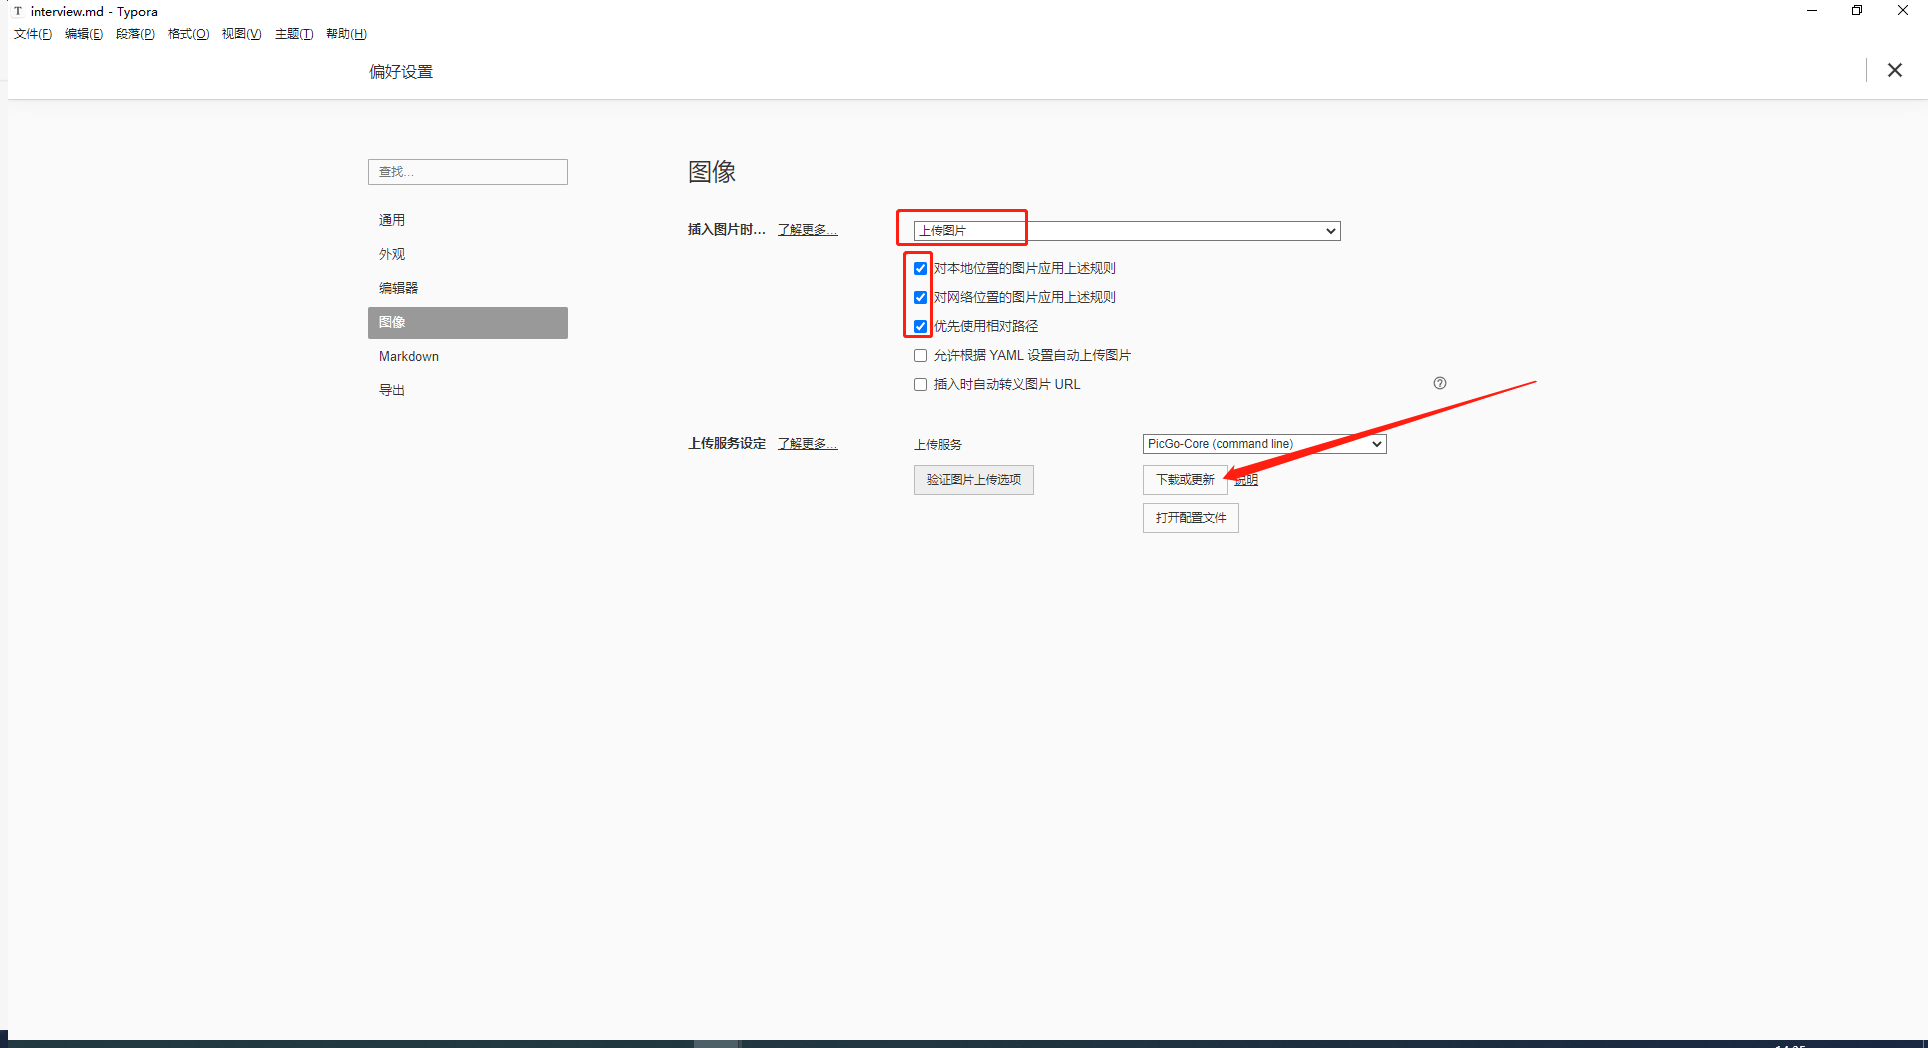 interview.md - Typora
文件(F) 编辑(E) 段落(P) 格式(O) 视图(V) 主题(T) 帮助(H)
偏好设置
查找...
通用
外观
编辑器
图像
Markdown
导出
图像
插入图片时... 了解更多... 上传图片
对本地位置的图片应用上述规则
对网络位置的图片应用上述规则
优先使用相对路径
允许根据 YAML 设置自动上传图片
插入时自动转义图片 URL
上传服务设定 了解更多... 上传服务 PicGo-Core (command line)
验证图片上传选项 下载或更新 说明
打开配置文件